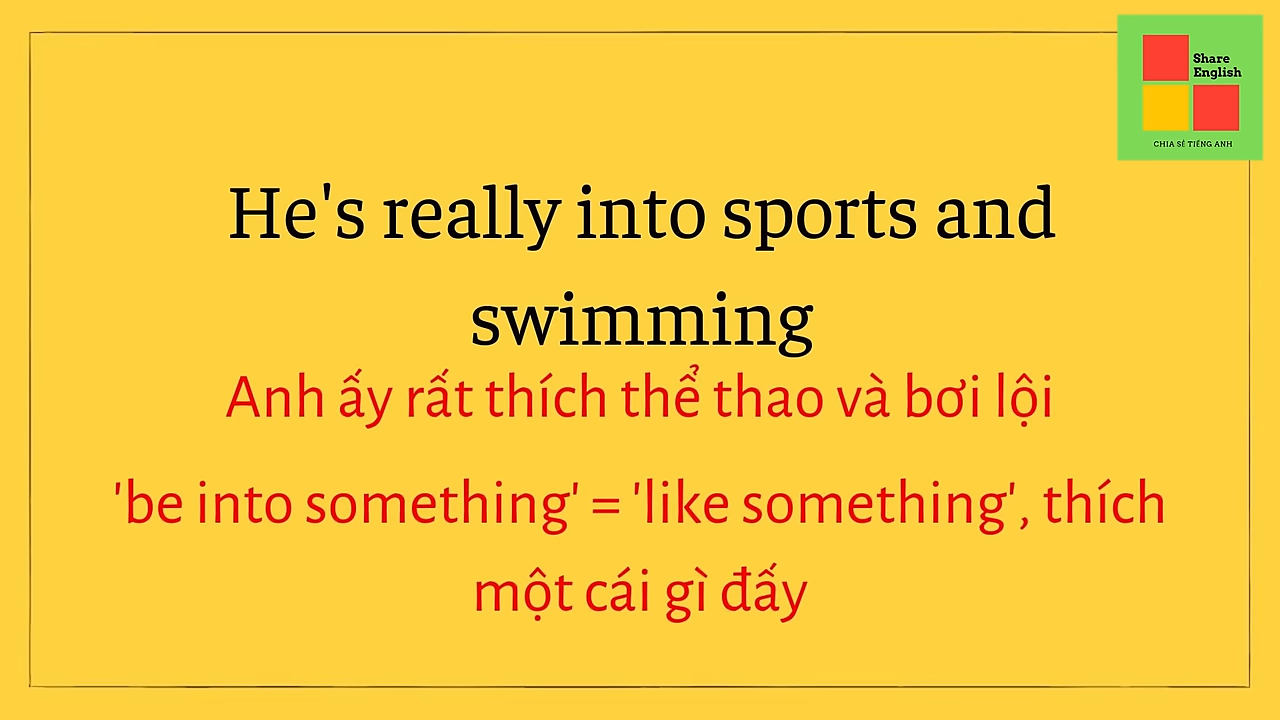 Share
English
CHIA SẺ TIẾNG ANH
He's really into sports and
swimming
Anh ấy rất thích thể thao và bơi lội
'be into something' = 'like something', thích
một cái gì đấy